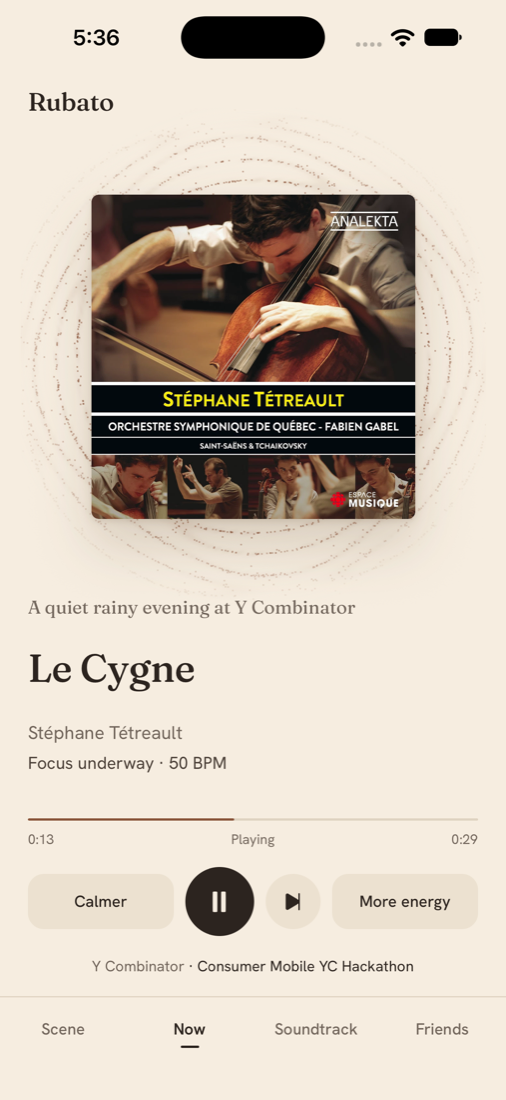 5:36
Rubato
ANALEKTA
STÉPHANE TÉTREAULT
ORCHESTRE SYMPHONIQUE DE QUÉBEC - FABIEN GABEL
SAINT-SAËNS & TCHAIKOVSKY
ESPACE
MUSIQUE
A quiet rainy evening at Y Combinator
Le Cygne
Stéphane Tétreault
Focus underway · 50 BPM
0:13 Playing 0:29
Calmer More energy
Y Combinator · Consumer Mobile YC Hackathon
Scene Now Soundtrack Friends